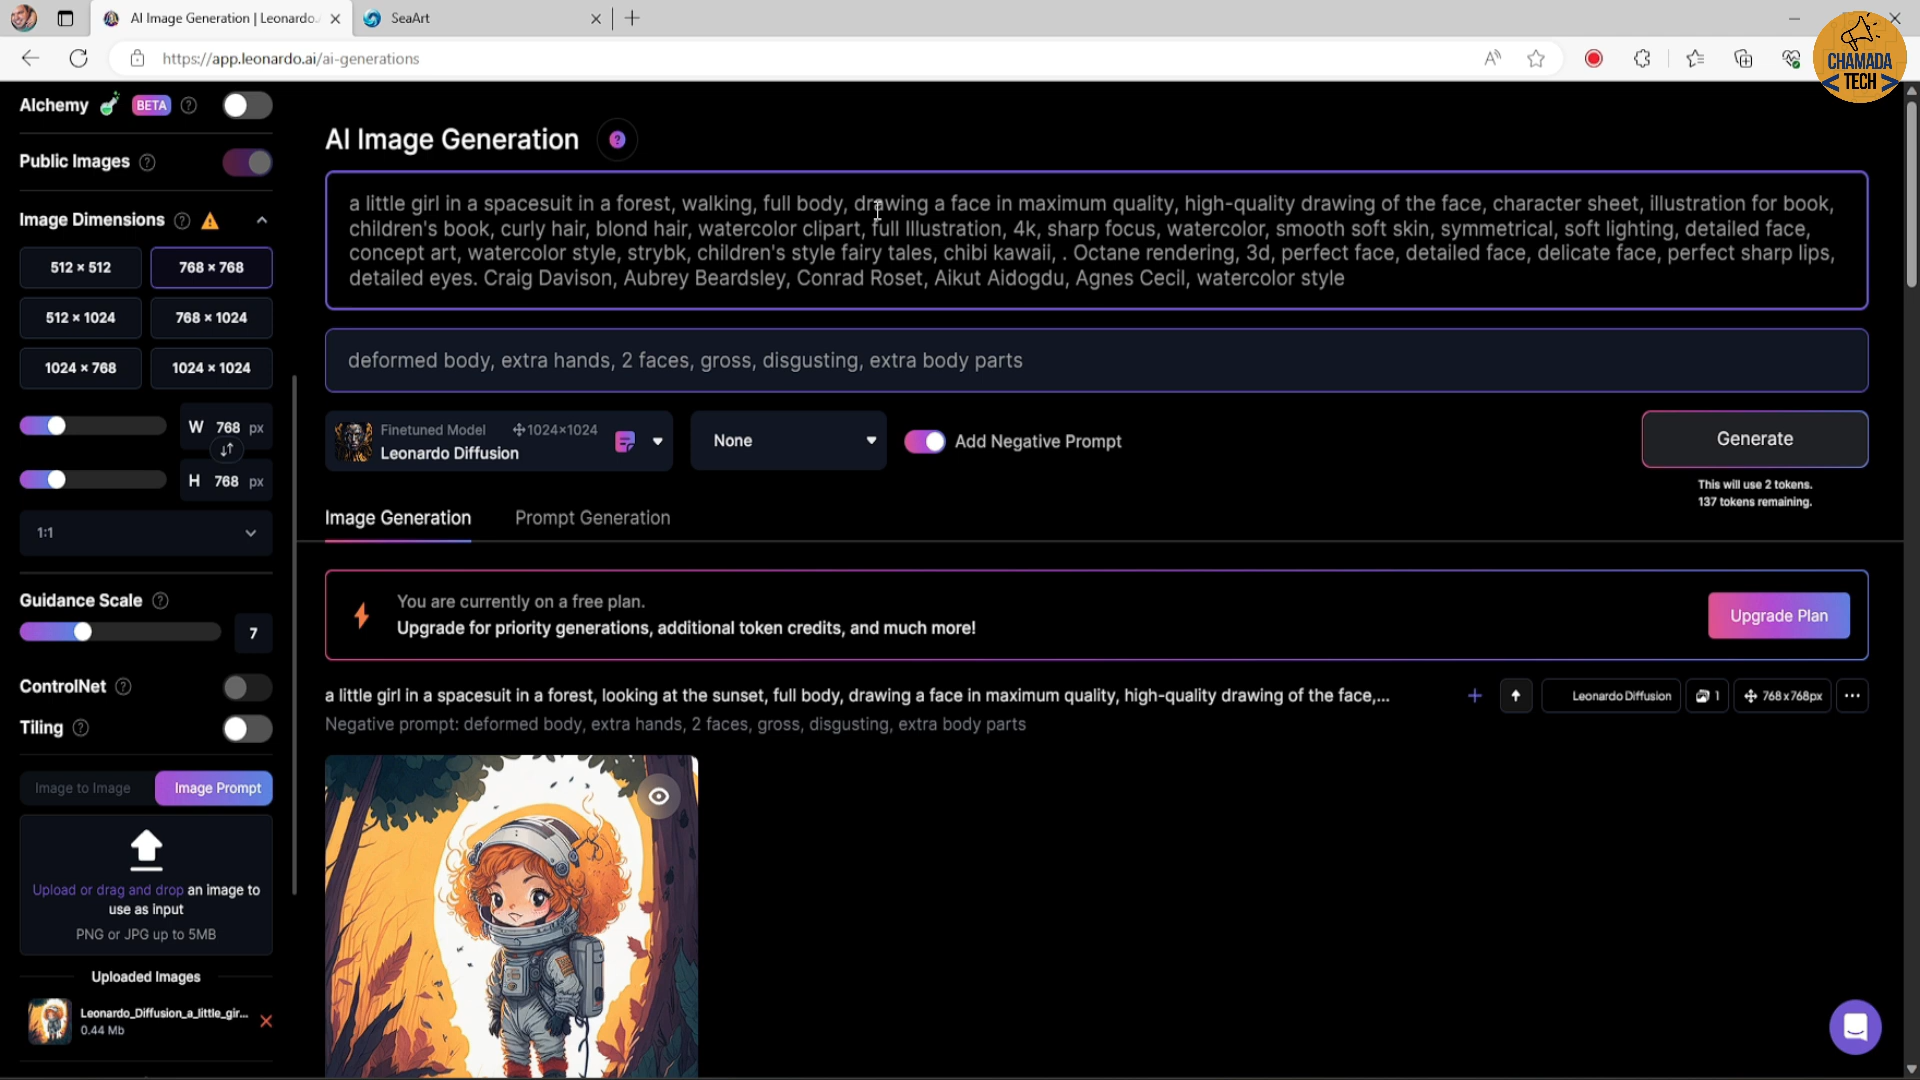 AI Image Generation | Leonardo.
SeaArt
https://app.leonardo.ai/ai-generations
CHAMADA
< TECH >
Alchemy BETA
Public Images
Image Dimensions
512 × 512
768 × 768
512 × 1024
768 × 1024
1024 × 768
1024 × 1024
W 768 px
H 768 px
1:1
Guidance Scale
7
ControlNet
Tiling
Image to Image
Image Prompt
Upload or drag and drop an image to
use as input
PNG or JPG up to 5MB
Uploaded Images
Leonardo_Diffusion_a_little_gir...
0.44 Mb
AI Image Generation
a little girl in a spacesuit in a forest, walking, full body, drawing a face in maximum quality, high-quality drawing of the face, character sheet, illustration for book,
children's book, curly hair, blond hair, watercolor clipart, full Illustration, 4k, sharp focus, watercolor, smooth soft skin, symmetrical, soft lighting, detailed face,
concept art, watercolor style, strybk, children's style fairy tales, chibi kawaii, . Octane rendering, 3d, perfect face, detailed face, delicate face, perfect sharp lips,
detailed eyes. Craig Davison, Aubrey Beardsley, Conrad Roset, Aikut Aidogdu, Agnes Cecil, watercolor style
deformed body, extra hands, 2 faces, gross, disgusting, extra body parts
Finetuned Model 1024×1024
Leonardo Diffusion
None
Add Negative Prompt
Generate
This will use 2 tokens.
137 tokens remaining.
Image Generation
Prompt Generation
You are currently on a free plan.
Upgrade for priority generations, additional token credits, and much more!
Upgrade Plan
a little girl in a spacesuit in a forest, looking at the sunset, full body, drawing a face in maximum quality, high-quality drawing of the face,...
Leonardo Diffusion
1
768x768px
Negative prompt: deformed body, extra hands, 2 faces, gross, disgusting, extra body parts